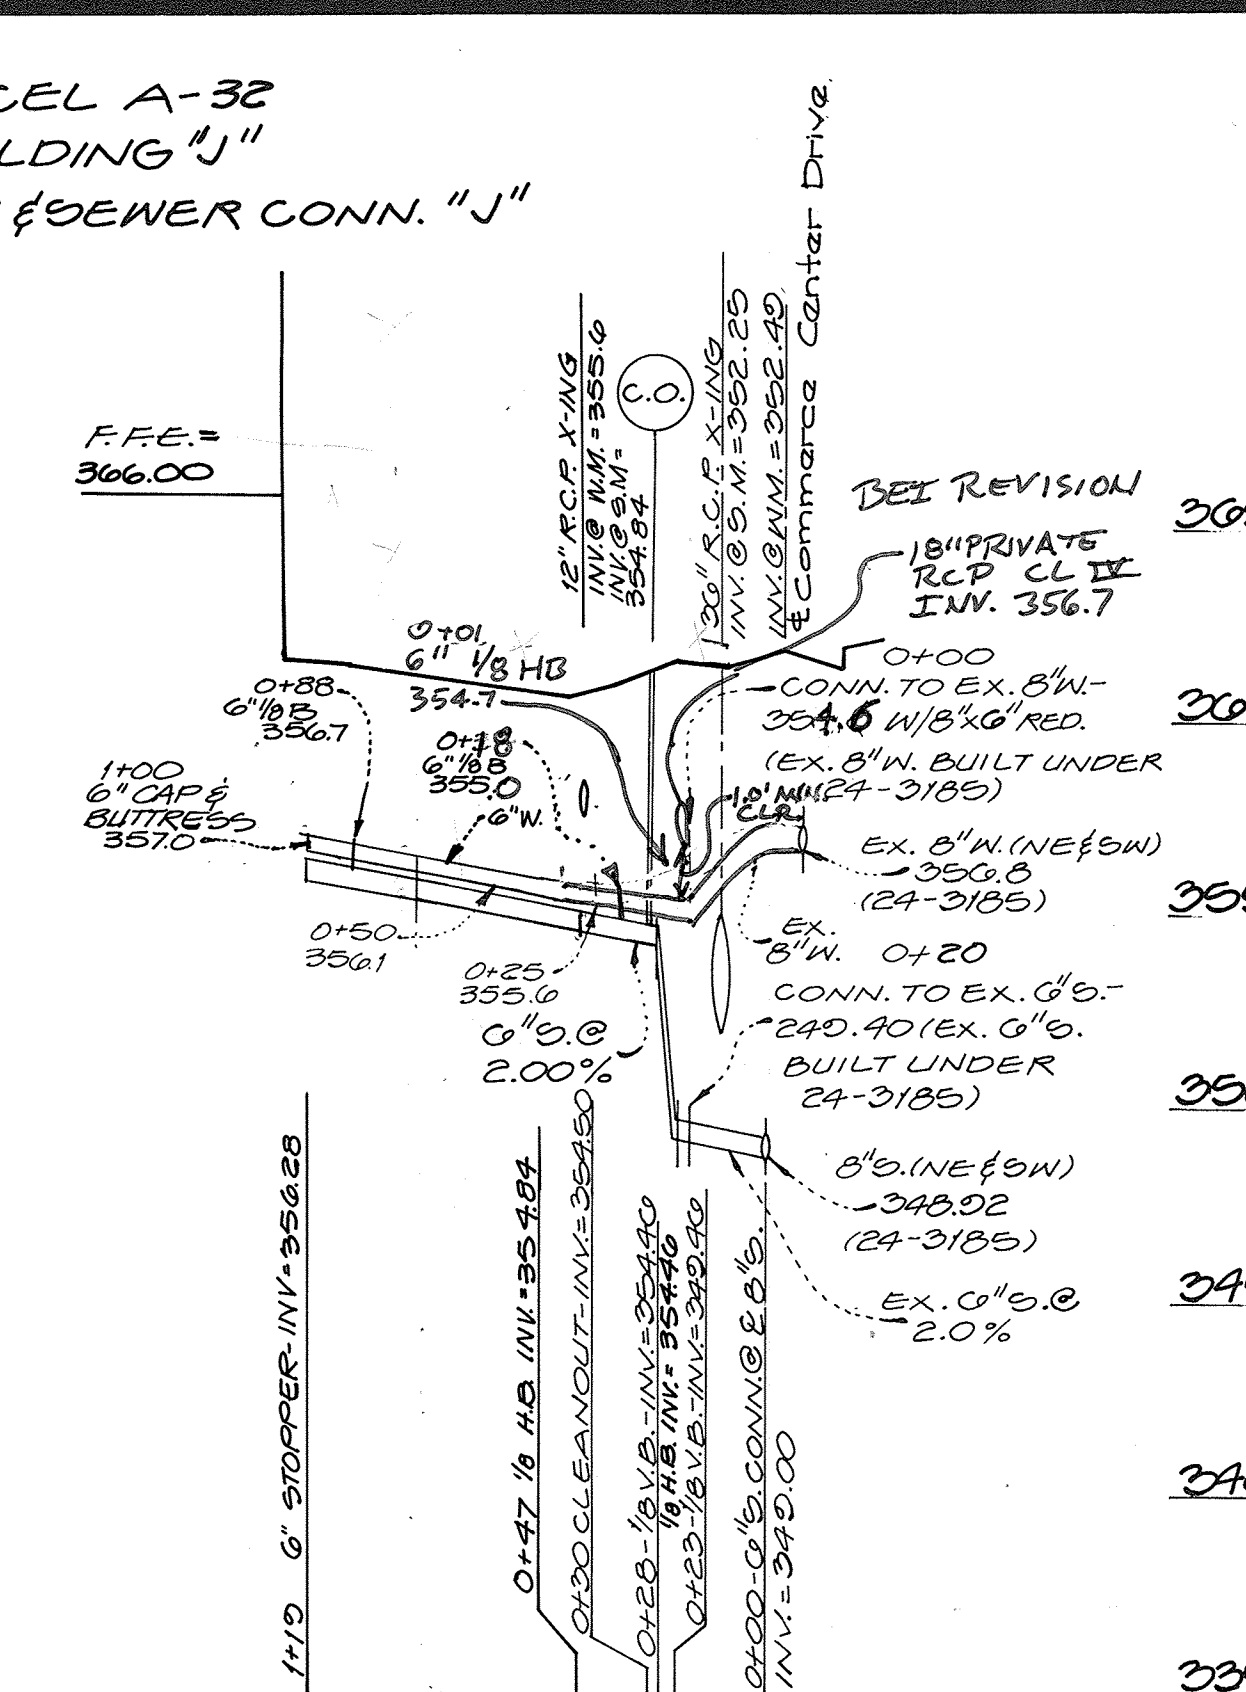 CEL A-32
LDING "J"
& SEWER CONN. "J"
F.F.E.=
366.00
12" R.C.P. X-ING
INV.@ W.M.=355.6
INV.@ S.M=
354.84
C.O.
36" R.C.P. X-ING
INV.@S.M.=352.25
INV.@WM.=352.49
℄ Commerce Center Drive
BEI REVISION
18" PRIVATE
RCP CL IV
INV. 356.7
0+01
6" 1/8 HB
354.7
0+88
6" 1/8 B
356.7
0+18
6" 1/8 B
355.0
6"W.
1+00
6" CAP &
BUTTRESS
357.0
0+00
CONN. TO EX. 8"W.-
354.6 W/8"x6" RED.
(EX. 8"W. BUILT UNDER
24-3185)
1.0' MIN.
CLR.
EX. 8"W.(NE&SW)
356.8
(24-3185)
EX.
8"W.
0+50
356.1
0+25
355.6
6"S.@
2.00%
0+20
CONN. TO EX. 6"S.-
249.40 (EX. 6"S.
BUILT UNDER
24-3185)
8"S.(NE&SW)
348.92
(24-3185)
EX. 6"S.@
2.0%
1+19 6" STOPPER-INV=356.28
0+47 1/8 H.B. INV.=354.84
0+30 CLEANOUT-INV.=354.50
0+28-1/8 V.B.-INV.=354.46
1/8 H.B. INV.= 354.46
0+23-1/8 V.B.-INV.=349.46
0+00-6"S.CONN.@ ℄ 8"S.
INV.=349.00